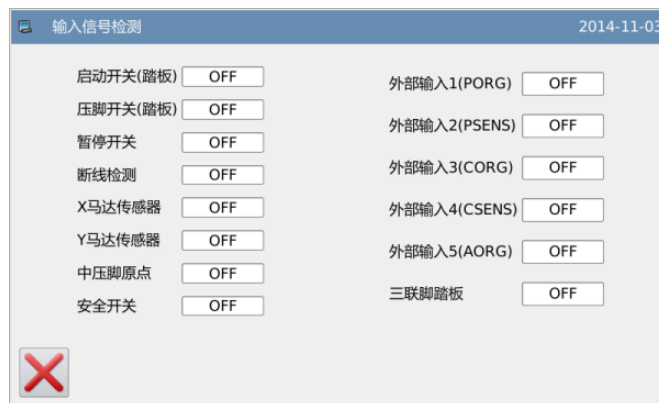 输入信号检测 2014-11-03
启动开关(踏板) OFF
压脚开关(踏板) OFF
暂停开关 OFF
断线检测 OFF
X马达传感器 OFF
Y马达传感器 OFF
中压脚原点 OFF
安全开关 OFF
外部输入1(PORG) OFF
外部输入2(PSENS) OFF
外部输入3(CORG) OFF
外部输入4(CSENS) OFF
外部输入5(AORG) OFF
三联脚踏板 OFF